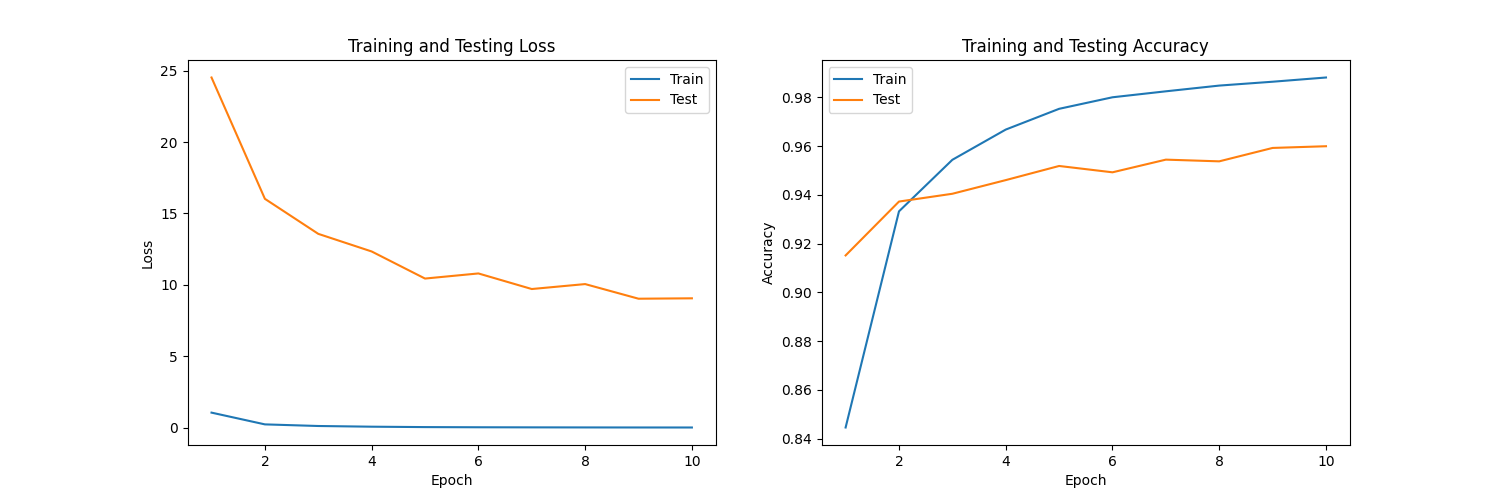 Training and Testing Loss
Train
Test
25
20
15
10
5
0
Loss
2 4 6 8 10
Epoch
Training and Testing Accuracy
Train
Test
0.98
0.96
0.94
0.92
0.90
0.88
0.86
0.84
Accuracy
2 4 6 8 10
Epoch